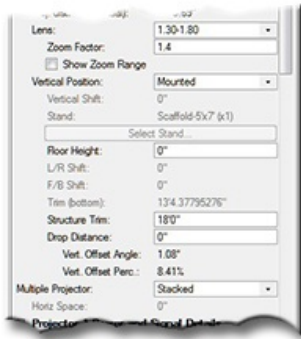 Lens: 1.30-1.80
Zoom Factor: 1.4
Show Zoom Range
Vertical Position: Mounted
Vertical Shift: 0"
Stand: Scaffold-5'x7' (x1)
Select Stand...
Floor Height: 0"
L/R Shift: 0"
F/B Shift: 0"
Trim (bottom): 13'4.37795276"
Structure Trim: 18'0"
Drop Distance: 0"
Vert. Offset Angle: 1.08°
Vert. Offset Perc.: 8.41%
Multiple Projector: Stacked
Horiz Space: 0"